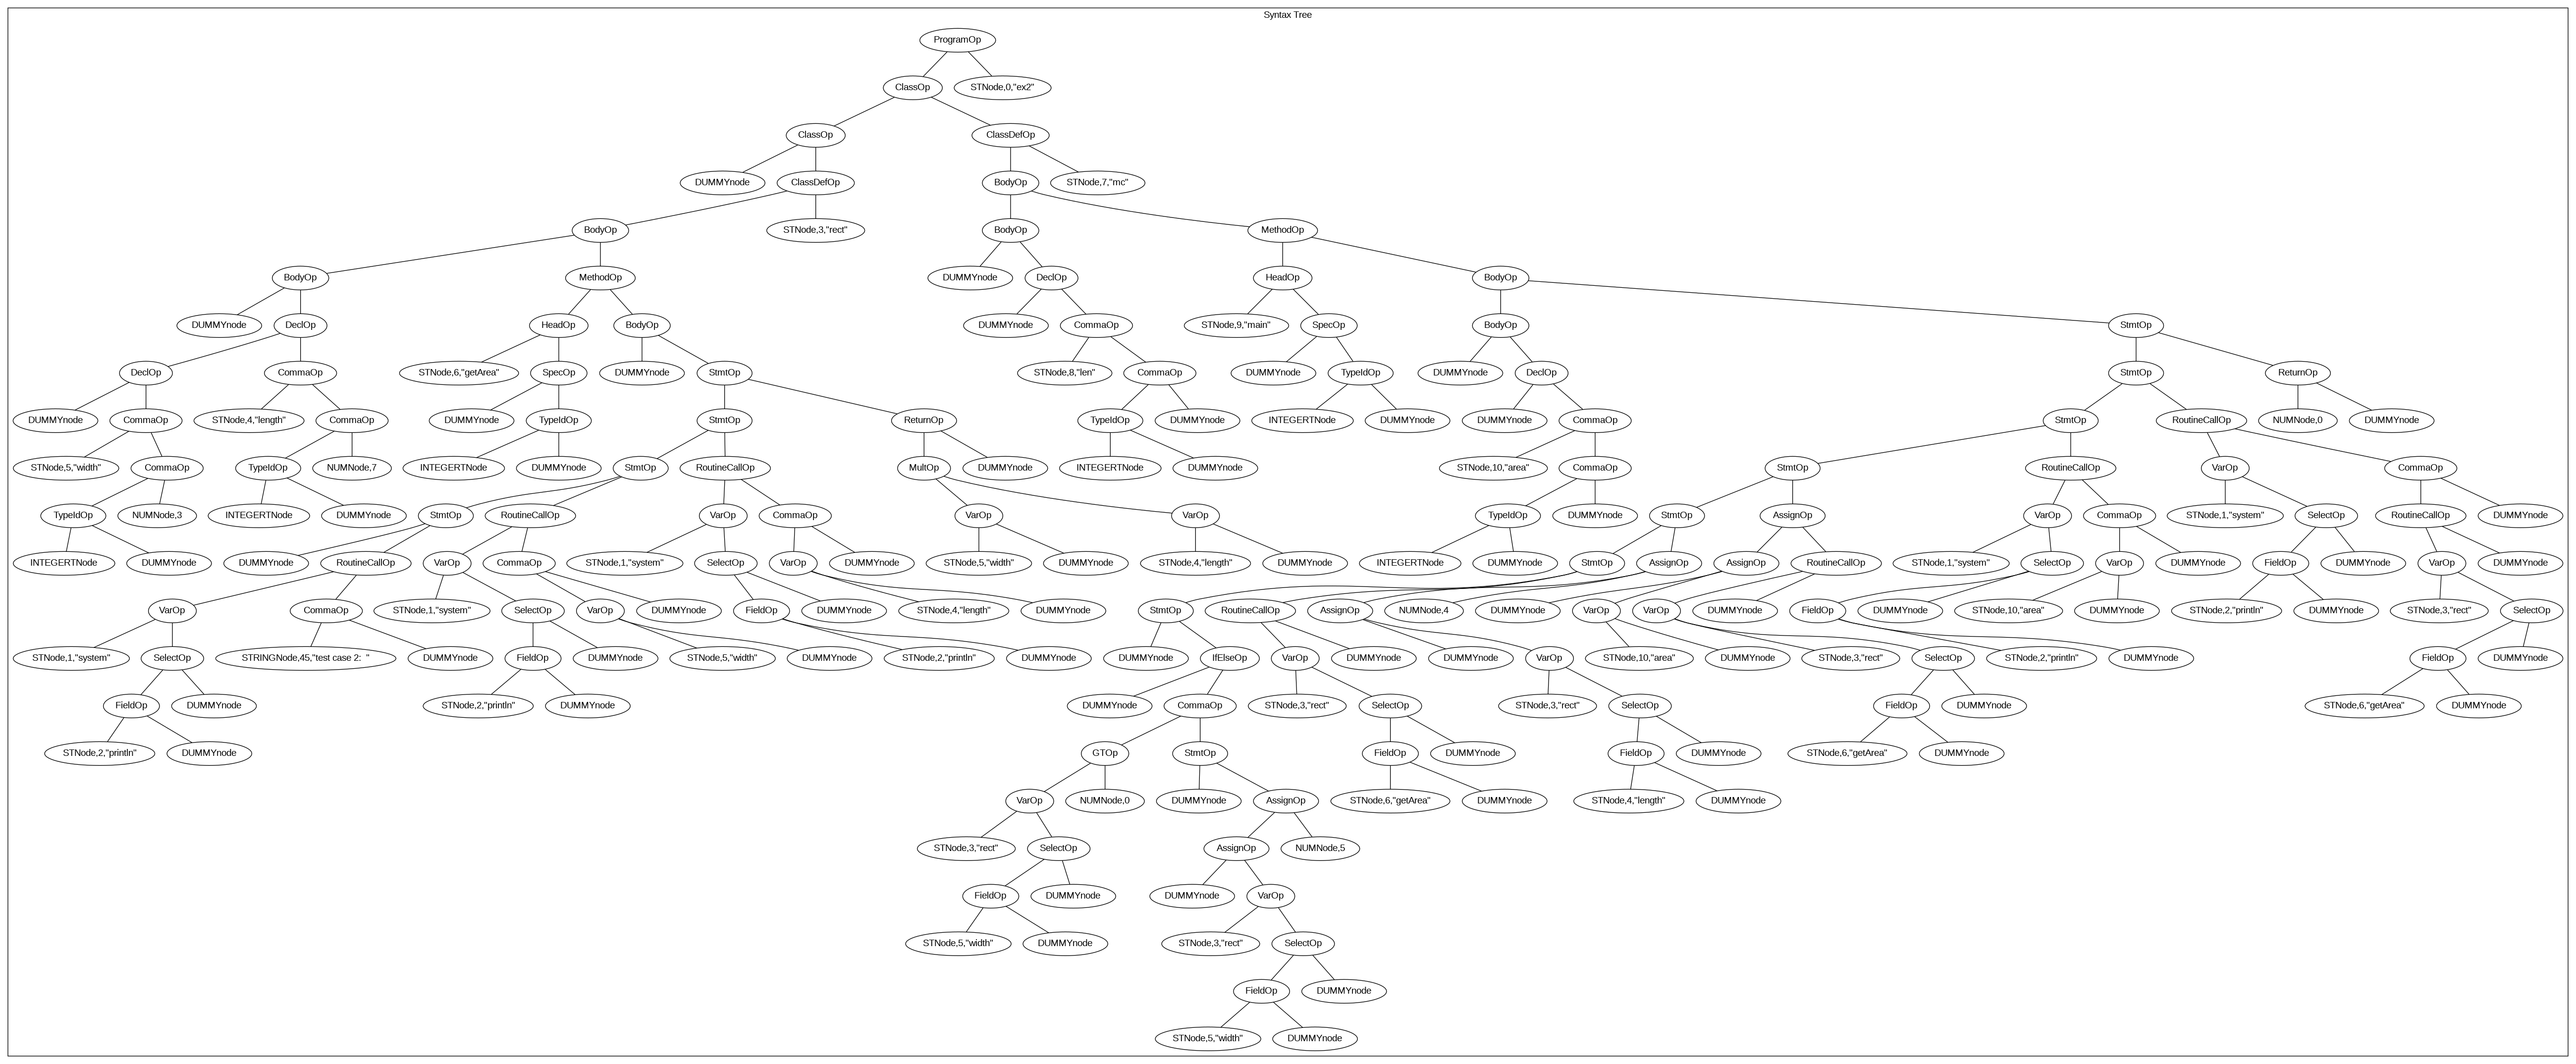 Syntax Tree
ProgramOp
ClassOp STNode,0,"ex2"
ClassOp ClassDefOp
DUMMYnode ClassDefOp BodyOp STNode,7,"mc"
BodyOp STNode,3,"rect" BodyOp MethodOp
BodyOp MethodOp DUMMYnode DeclOp HeadOp BodyOp
DUMMYnode DeclOp HeadOp BodyOp DUMMYnode CommaOp STNode,9,"main" SpecOp BodyOp StmtOp
DeclOp CommaOp STNode,6,"getArea" SpecOp DUMMYnode StmtOp STNode,8,"len" CommaOp DUMMYnode TypeIdOp DUMMYnode DeclOp StmtOp ReturnOp
DUMMYnode CommaOp STNode,4,"length" CommaOp DUMMYnode TypeIdOp StmtOp ReturnOp TypeIdOp DUMMYnode INTEGERTNode DUMMYnode DUMMYnode CommaOp StmtOp RoutineCallOp NUMNode,0 DUMMYnode
STNode,5,"width" CommaOp TypeIdOp NUMNode,7 INTEGERTNode DUMMYnode StmtOp RoutineCallOp MultOp DUMMYnode INTEGERTNode DUMMYnode STNode,10,"area" CommaOp StmtOp RoutineCallOp VarOp CommaOp
TypeIdOp NUMNode,3 INTEGERTNode DUMMYnode StmtOp RoutineCallOp VarOp CommaOp VarOp VarOp TypeIdOp DUMMYnode StmtOp AssignOp VarOp CommaOp STNode,1,"system" SelectOp RoutineCallOp DUMMYnode
INTEGERTNode DUMMYnode DUMMYnode RoutineCallOp VarOp CommaOp STNode,1,"system" SelectOp VarOp DUMMYnode STNode,5,"width" DUMMYnode STNode,4,"length" DUMMYnode INTEGERTNode DUMMYnode StmtOp AssignOp AssignOp RoutineCallOp STNode,1,"system" SelectOp VarOp DUMMYnode FieldOp DUMMYnode VarOp DUMMYnode
VarOp CommaOp STNode,1,"system" SelectOp VarOp DUMMYnode FieldOp DUMMYnode STNode,4,"length" DUMMYnode StmtOp RoutineCallOp AssignOp NUMNode,4 DUMMYnode VarOp VarOp DUMMYnode FieldOp DUMMYnode STNode,10,"area" DUMMYnode STNode,2,"println" DUMMYnode STNode,3,"rect" SelectOp
STNode,1,"system" SelectOp STRINGNode,45,"test case 2:  " DUMMYnode FieldOp DUMMYnode STNode,5,"width" DUMMYnode STNode,2,"println" DUMMYnode DUMMYnode IfElseOp VarOp DUMMYnode DUMMYnode VarOp STNode,10,"area" DUMMYnode STNode,3,"rect" SelectOp STNode,2,"println" DUMMYnode FieldOp DUMMYnode
FieldOp DUMMYnode STNode,2,"println" DUMMYnode DUMMYnode CommaOp STNode,3,"rect" SelectOp STNode,3,"rect" SelectOp FieldOp DUMMYnode STNode,6,"getArea" DUMMYnode
STNode,2,"println" DUMMYnode GTOp StmtOp FieldOp DUMMYnode FieldOp DUMMYnode STNode,6,"getArea" DUMMYnode
VarOp NUMNode,0 DUMMYnode AssignOp STNode,6,"getArea" DUMMYnode STNode,4,"length" DUMMYnode
STNode,3,"rect" SelectOp AssignOp NUMNode,5
FieldOp DUMMYnode DUMMYnode VarOp
STNode,5,"width" DUMMYnode STNode,3,"rect" SelectOp
FieldOp DUMMYnode
STNode,5,"width" DUMMYnode